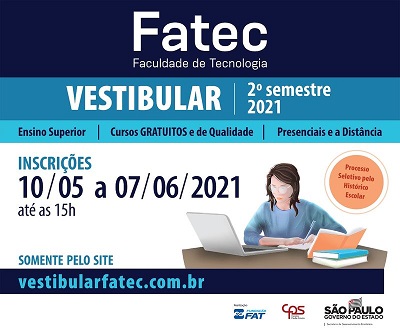 Fatec
Faculdade de Tecnologia
VESTIBULAR
2º semestre
2021
Ensino Superior | Cursos GRATUITOS e de Qualidade | Presenciais e a Distância
INSCRIÇÕES
10/05 a 07/06/2021
até as 15h
Processo
Seletivo pelo
Histórico
Escolar
SOMENTE PELO SITE
vestibularfatec.com.br
FUNDAÇÃO
FAT
CPS
SÃO PAULO
GOVERNO DO ESTADO